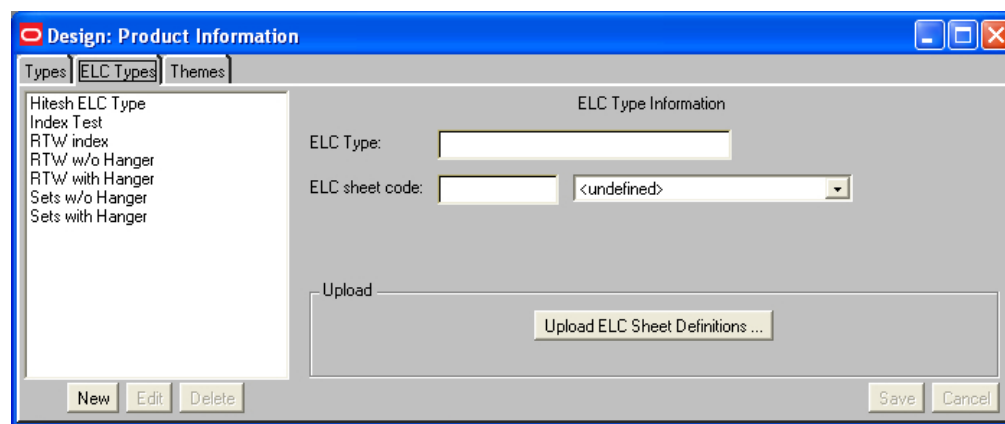 Design: Product Information
Types ELC Types Themes
Hitesh ELC Type
Index Test
RTW index
RTW w/o Hanger
RTW with Hanger
Sets w/o Hanger
Sets with Hanger
ELC Type Information
ELC Type:
ELC sheet code: <undefined>
Upload
Upload ELC Sheet Definitions ...
New Edit Delete
Save Cancel